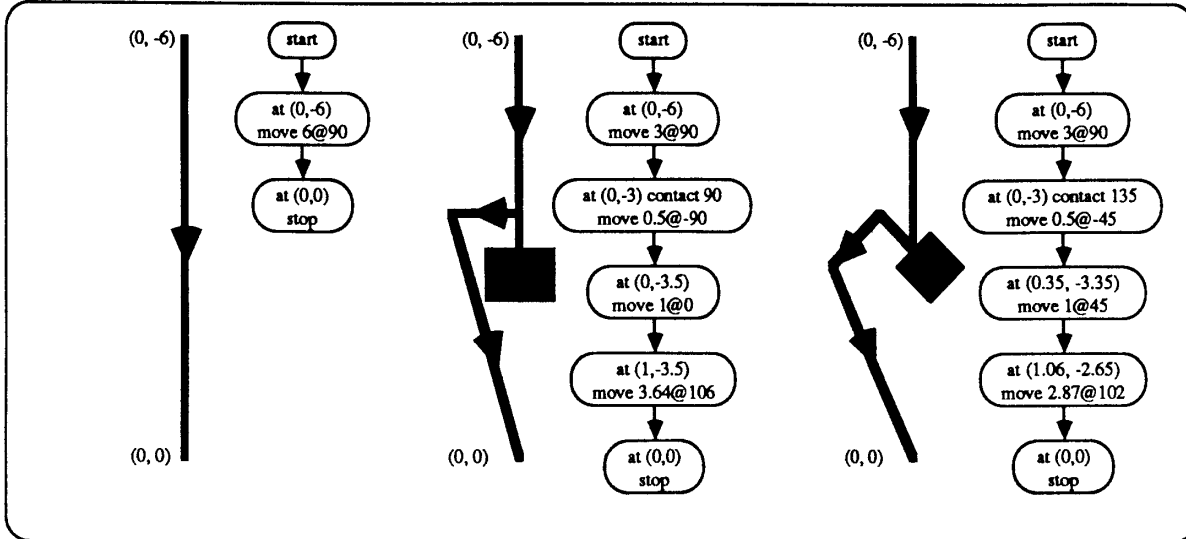 (0, -6)
start
at (0,-6)
move 6@90
at (0,0)
stop
(0, 0)
(0, -6)
start
at (0,-6)
move 3@90
at (0,-3) contact 90
move 0.5@-90
at (0,-3.5)
move 1@0
at (1,-3.5)
move 3.64@106
at (0,0)
stop
(0, 0)
(0, -6)
start
at (0,-6)
move 3@90
at (0,-3) contact 135
move 0.5@-45
at (0.35, -3.35)
move 1@45
at (1.06, -2.65)
move 2.87@102
at (0,0)
stop
(0, 0)